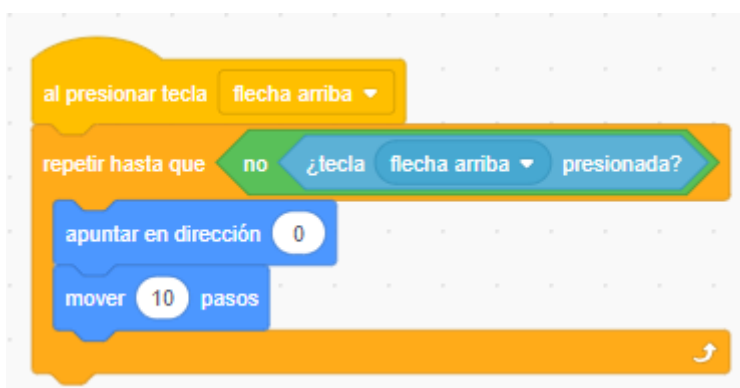 al presionar tecla flecha arriba
repetir hasta que no ¿tecla flecha arriba presionada?
apuntar en dirección 0
mover 10 pasos